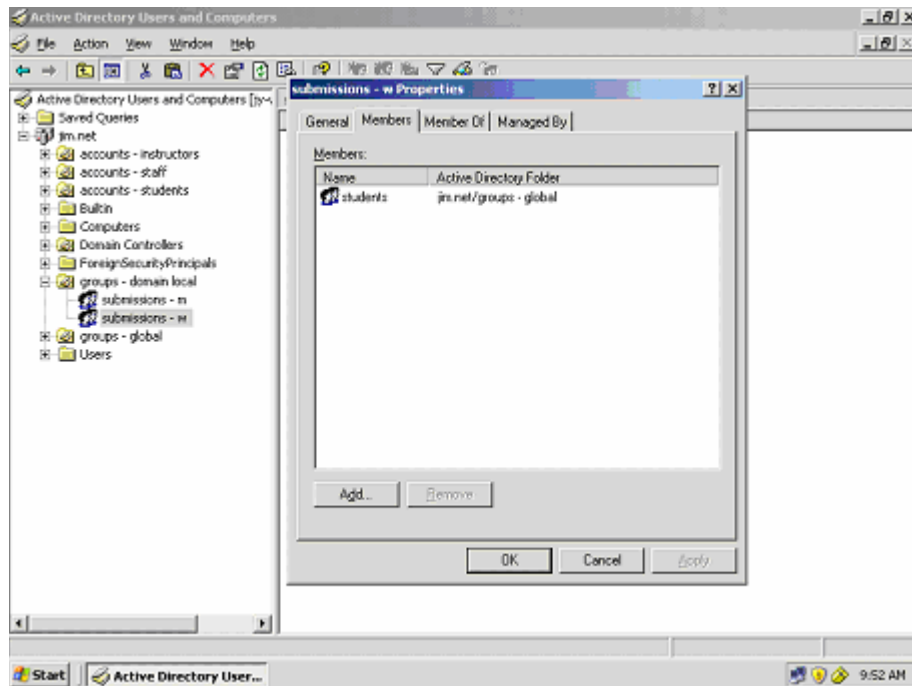 Active Directory Users and Computers
File Action View Window Help
submissions - w Properties
Active Directory Users and Computers
Saved Queries
jim.net
accounts - instructors
accounts - staff
accounts - students
Builtin
Computers
Domain Controllers
ForeignSecurityPrincipals
groups - domain local
submissions - m
submissions - w
groups - global
Users
General Members Member Of Managed By
Members:
Name Active Directory Folder
students jim.net/groups - global
Add... Remove
OK Cancel Apply
Start Active Directory User... 9:52 AM